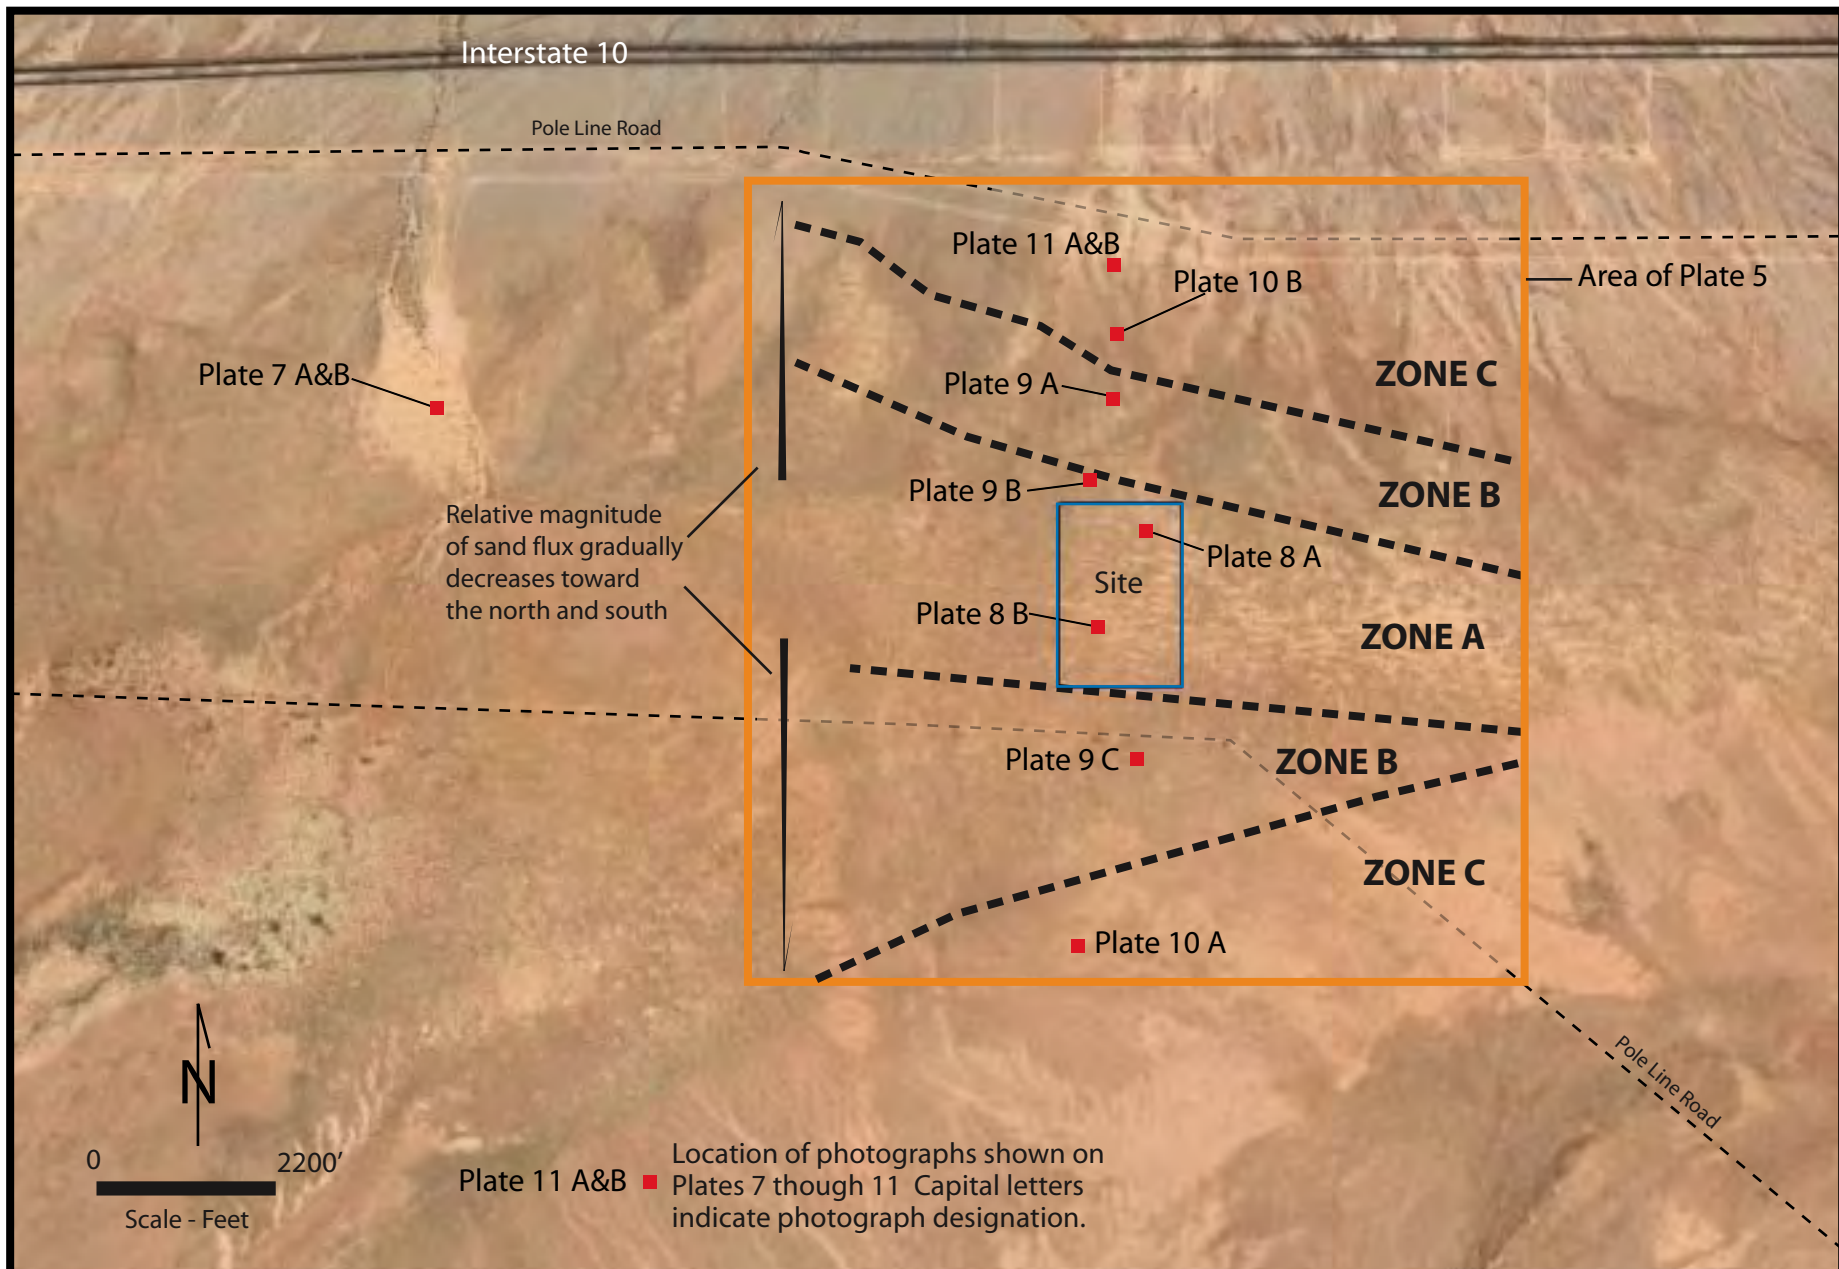 Interstate 10
Pole Line Road
Plate 11 A&B
Plate 10 B
Area of Plate 5
Plate 7 A&B
Plate 9 A
ZONE C
Plate 9 B
ZONE B
Relative magnitude
of sand flux gradually
decreases toward
the north and south
Plate 8 A
Site
Plate 8 B
ZONE A
Plate 9 C
ZONE B
ZONE C
Plate 10 A
Pole Line Road
N
0
2200’
Scale - Feet
Plate 11 A&B
Location of photographs shown on
Plates 7 though 11 Capital letters
indicate photograph designation.